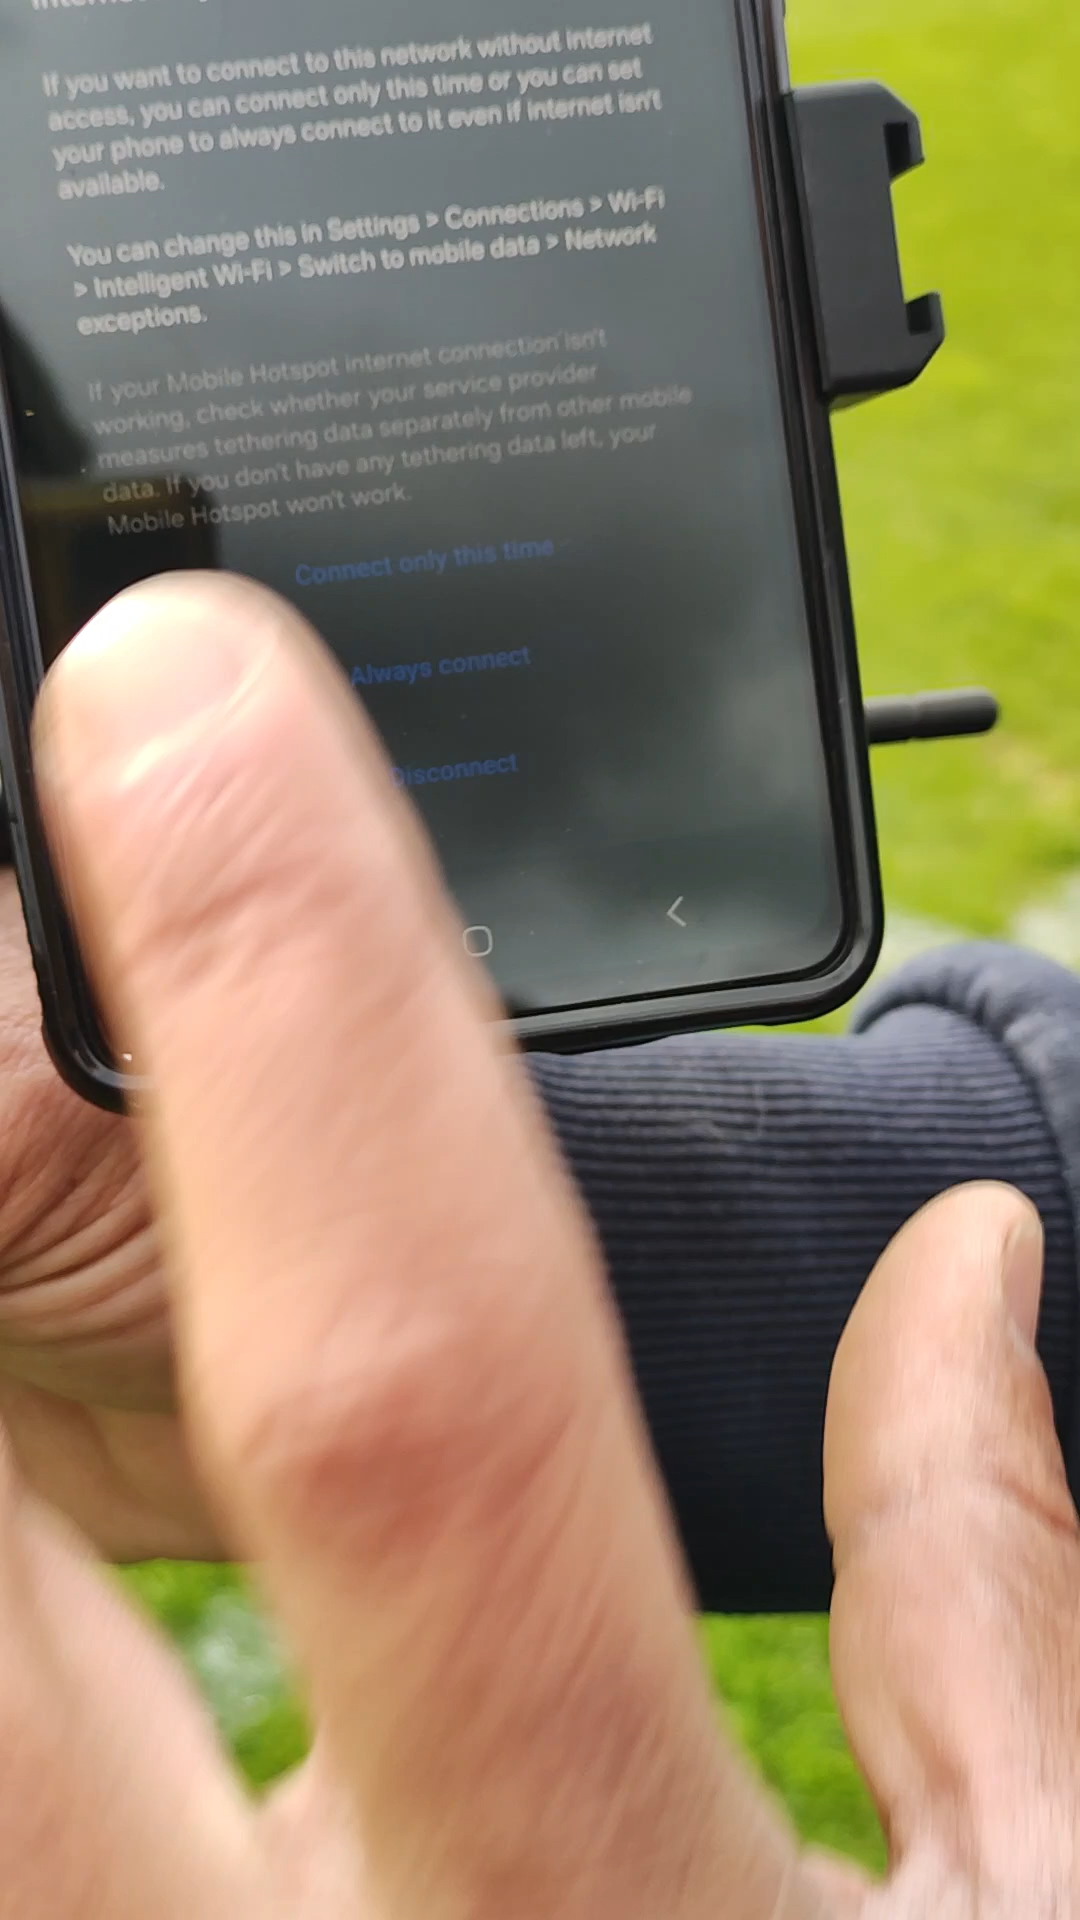 If you want to connect to this network without internet
access, you can connect only this time or you can set
your phone to always connect to it even if internet isn't
available.
You can change this in Settings > Connections > Wi-Fi
> Intelligent Wi-Fi > Switch to mobile data > Network
exceptions.
If your Mobile Hotspot internet connection isn't
working, check whether your service provider
measures tethering data separately from other mobile
data. If you don't have any tethering data left, your
Mobile Hotspot won't work.
Connect only this time
Always connect
Disconnect